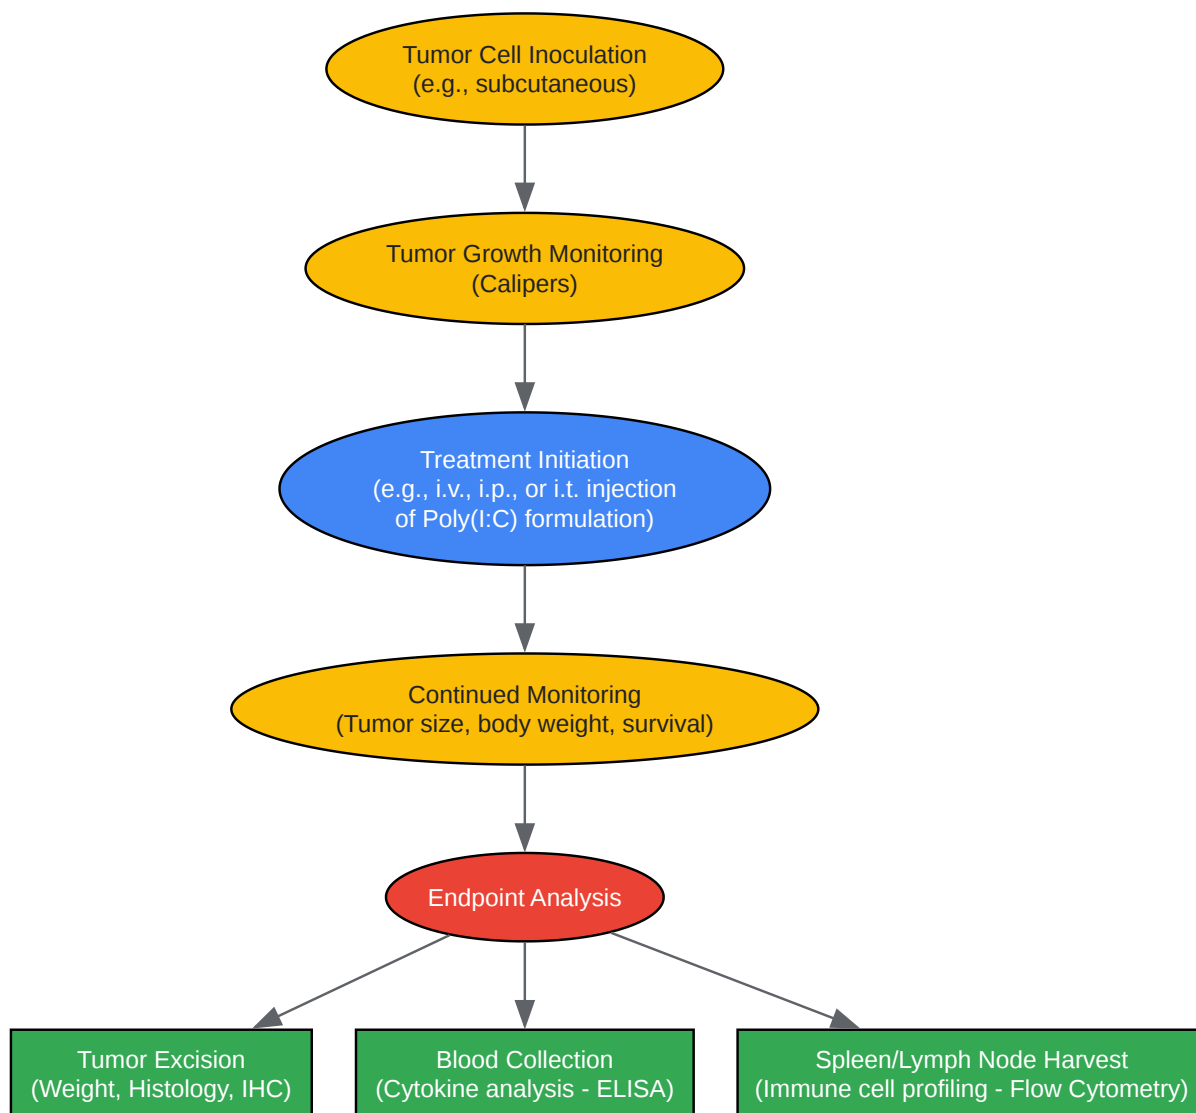 Tumor Cell Inoculation
(e.g., subcutaneous)
Tumor Growth Monitoring
(Calipers)
Treatment Initiation
(e.g., i.v., i.p., or i.t. injection
of Poly(I:C) formulation)
Continued Monitoring
(Tumor size, body weight, survival)
Endpoint Analysis
Tumor Excision
(Weight, Histology, IHC)
Blood Collection
(Cytokine analysis - ELISA)
Spleen/Lymph Node Harvest
(Immune cell profiling - Flow Cytometry)